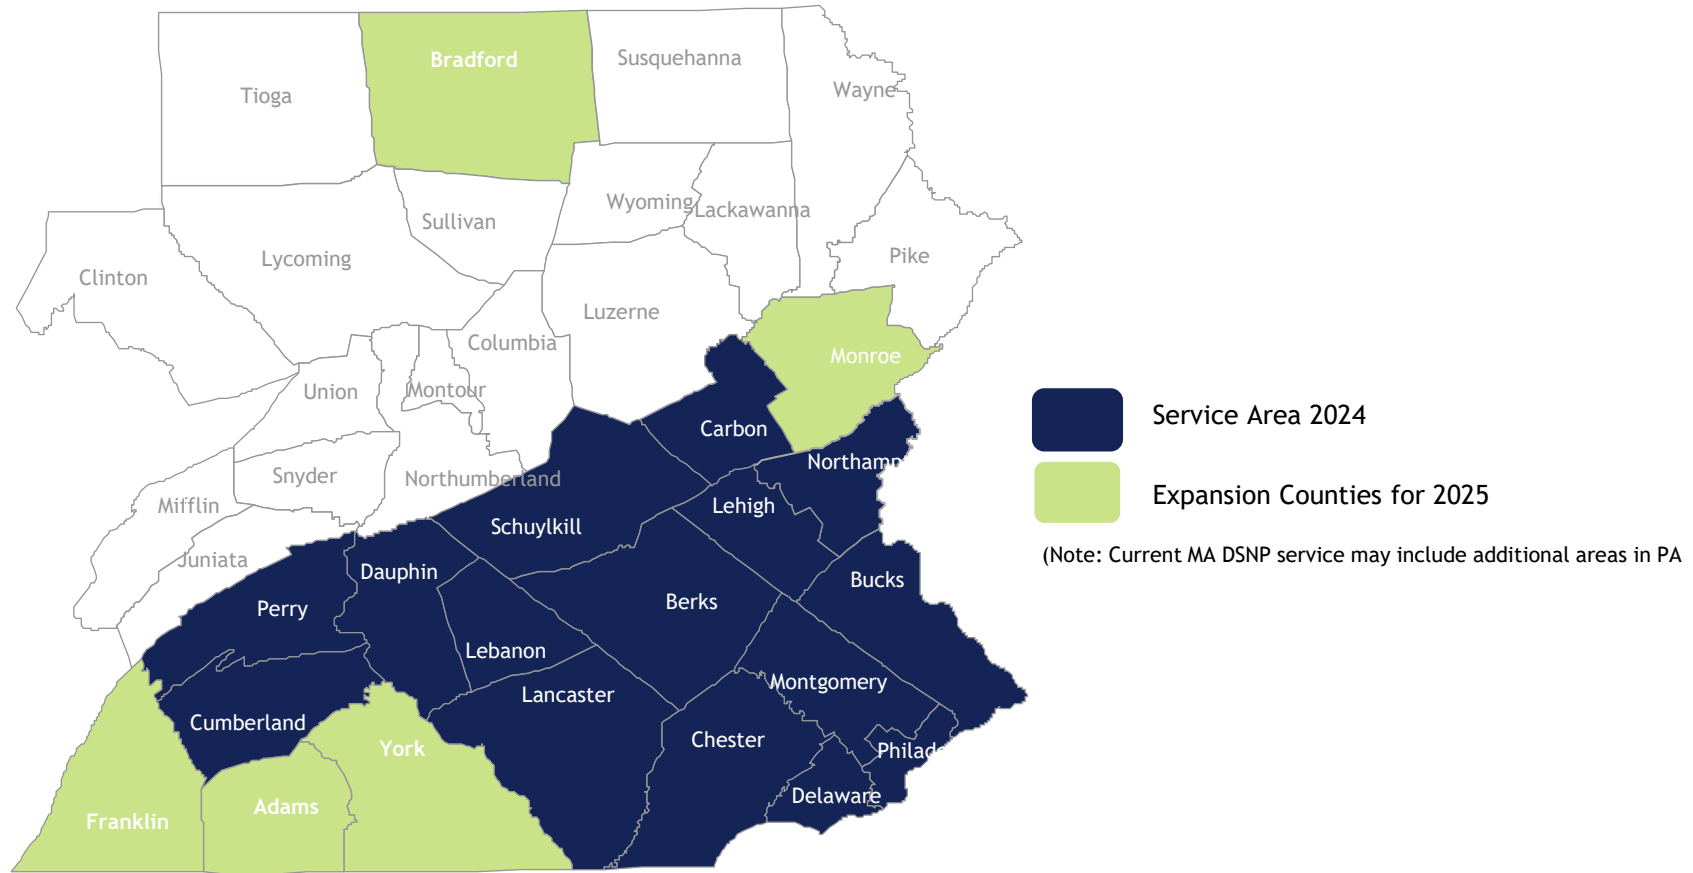 Bradford
Susquehanna
Tioga
Wayne
Wyoming
Lackawanna
Sullivan
Lycoming
Pike
Clinton
Luzerne
Columbia
Monroe
Union
Montour
Carbon
Service Area 2024
Northamp
Snyder
Northumberland
Mifflin
Lehigh
Expansion Counties for 2025
Schuylkill
Juniata
(Note: Current MA DSNP service may include additional areas in PA
Dauphin
Bucks
Perry
Berks
Lebanon
Montgomery
Lancaster
Cumberland
Chester
York
Philad
Delaware
Adams
Franklin